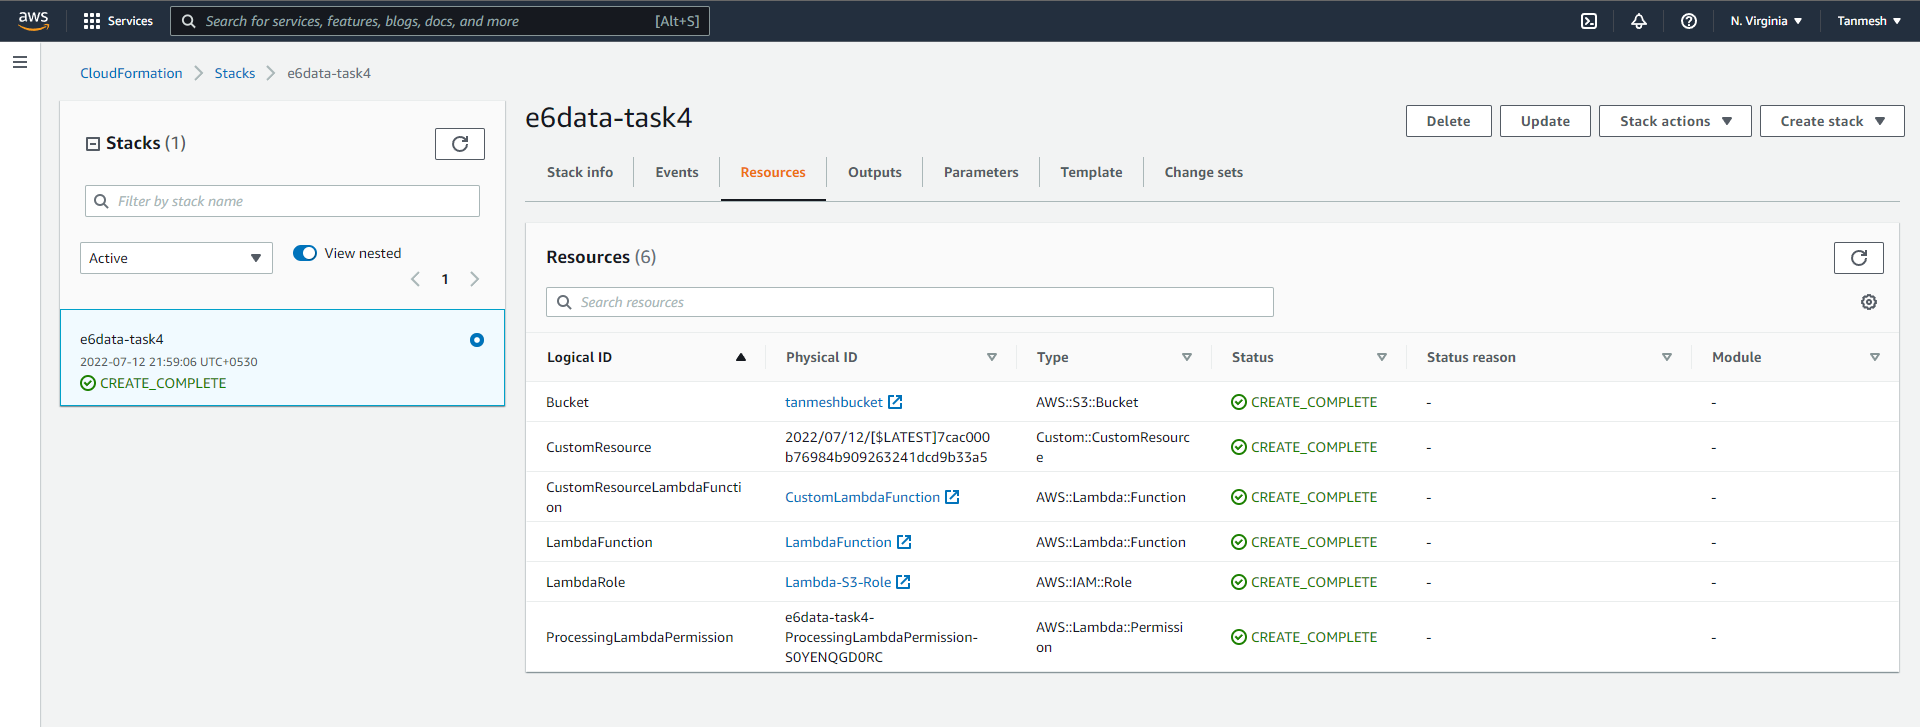 aws
Services
Search for services, features, blogs, docs, and more
[Alt+S]
N. Virginia
Tanmesh
CloudFormation
Stacks
e6data-task4
Stacks (1)
Filter by stack name
Active
View nested
1
e6data-task4
2022-07-12 21:59:06 UTC+0530
CREATE_COMPLETE
e6data-task4
Delete
Update
Stack actions
Create stack
Stack info
Events
Resources
Outputs
Parameters
Template
Change sets
Resources (6)
Search resources
Logical ID
Physical ID
Type
Status
Status reason
Module
Bucket
tanmeshbucket
AWS::S3::Bucket
CREATE_COMPLETE
-
-
CustomResource
2022/07/12/[$LATEST]7cac000
b76984b909263241dcd9b33a5
Custom::CustomResourc
e
CREATE_COMPLETE
-
-
CustomResourceLambdaFuncti
on
CustomLambdaFunction
AWS::Lambda::Function
CREATE_COMPLETE
-
-
LambdaFunction
LambdaFunction
AWS::Lambda::Function
CREATE_COMPLETE
-
-
LambdaRole
Lambda-S3-Role
AWS::IAM::Role
CREATE_COMPLETE
-
-
ProcessingLambdaPermission
e6data-task4-
ProcessingLambdaPermission-
S0YENQGD0RC
AWS::Lambda::Permissi
on
CREATE_COMPLETE
-
-